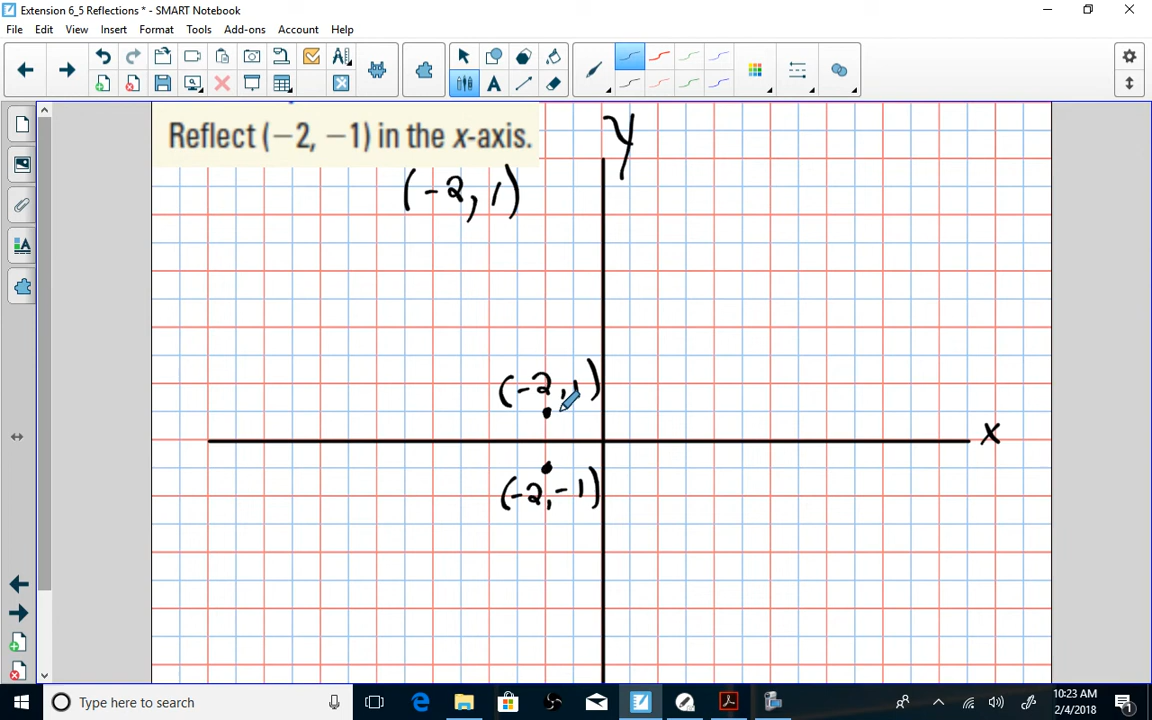 Extension 6_5 Reflections* - SMART Notebook
File Edit View Insert Format Tools Add-ons Account Help
Reflect (−2, −1) in the x-axis.
y
(-2, 1)
(-2, 1)
x
(-2, -1)
Type here to search
10:23 AM
2/4/2018
1